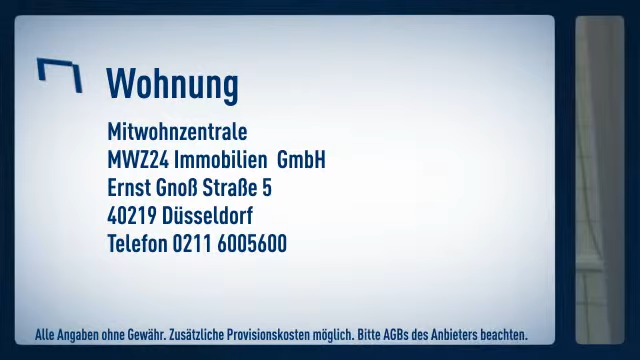 Wohnung
Mitwohnzentrale
MWZ24 Immobilien GmbH
Ernst Gnoß Straße 5
40219 Düsseldorf
Telefon 0211 6005600
Alle Angaben ohne Gewähr. Zusätzliche Provisionskosten möglich. Bitte AGBs des Anbieters beachten.